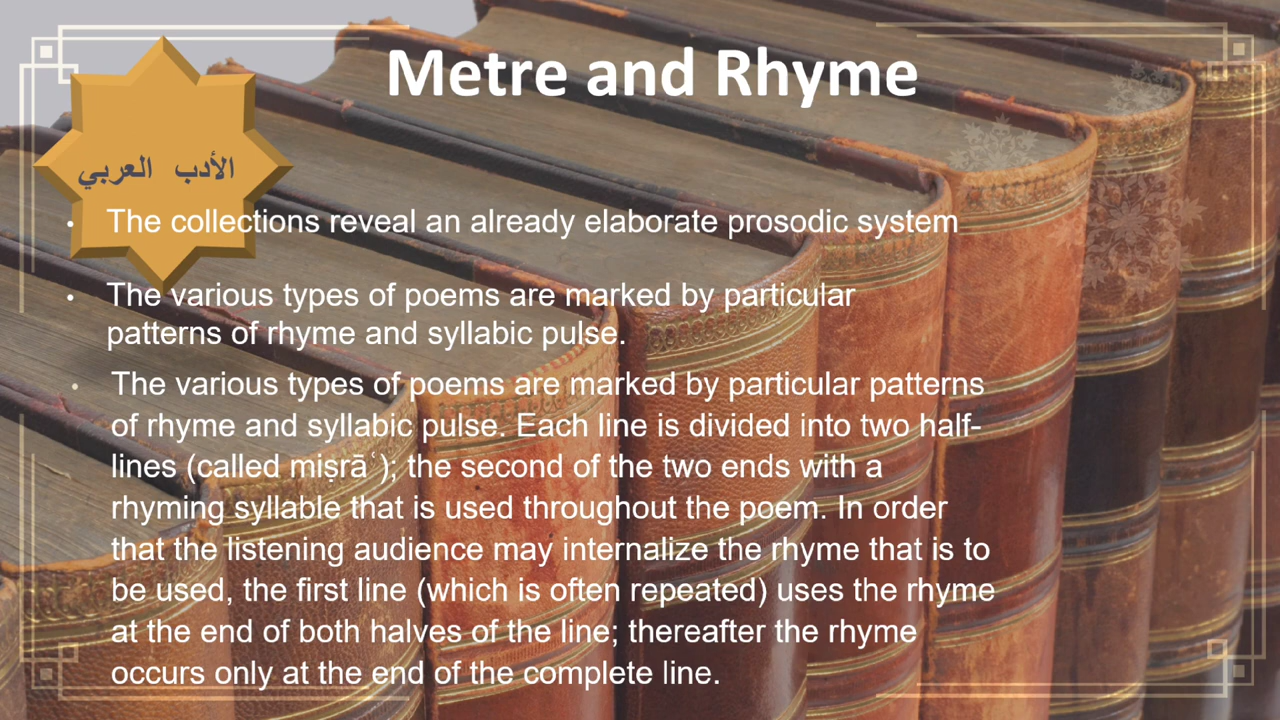 Metre and Rhyme
الأدب العربي
• The collections reveal an already elaborate prosodic system
• The various types of poems are marked by particular
patterns of rhyme and syllabic pulse.
• The various types of poems are marked by particular patterns
of rhyme and syllabic pulse. Each line is divided into two half-
lines (called miṣrāʿ); the second of the two ends with a
rhyming syllable that is used throughout the poem. In order
that the listening audience may internalize the rhyme that is to
be used, the first line (which is often repeated) uses the rhyme
at the end of both halves of the line; thereafter the rhyme
occurs only at the end of the complete line.